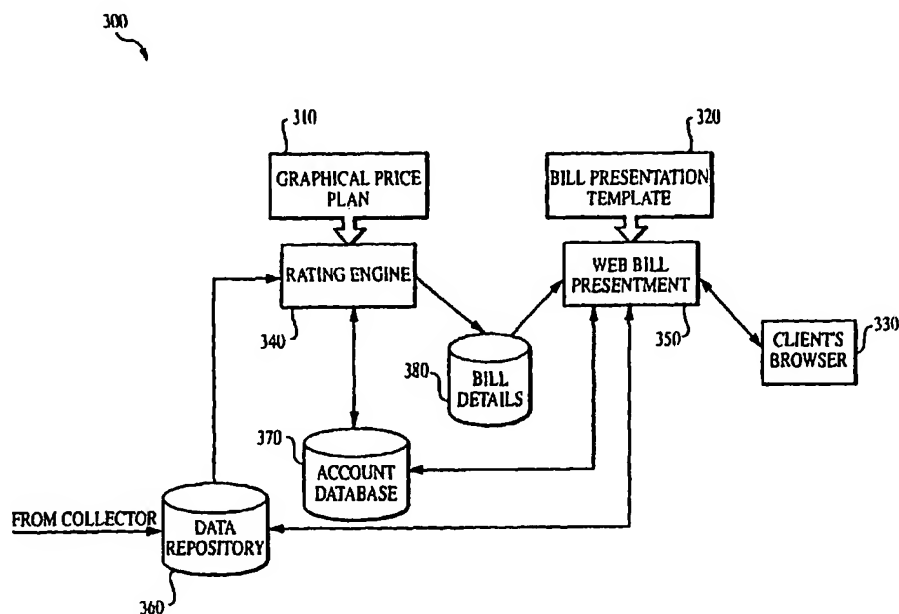 300
310
320
GRAPHICAL PRICE
PLAN
BILL PRESENTATION
TEMPLATE
RATING ENGINE
340
WEB BILL
PRESENTMENT
350
CLIENT'S
BROWSER
330
380
BILL
DETAILS
370
ACCOUNT
DATABASE
FROM COLLECTOR
DATA
REPOSITORY
360